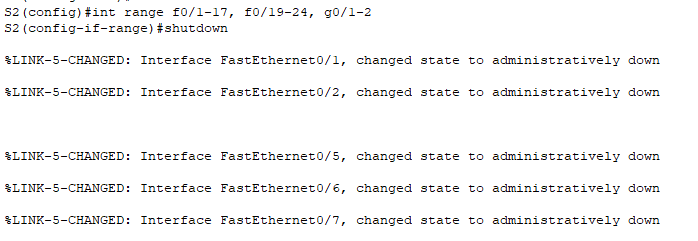 S2(config)#int range f0/1-17, f0/19-24, g0/1-2
S2(config-if-range)#shutdown
%LINK-5-CHANGED: Interface FastEthernet0/1, changed state to administratively down
%LINK-5-CHANGED: Interface FastEthernet0/2, changed state to administratively down
%LINK-5-CHANGED: Interface FastEthernet0/5, changed state to administratively down
%LINK-5-CHANGED: Interface FastEthernet0/6, changed state to administratively down
%LINK-5-CHANGED: Interface FastEthernet0/7, changed state to administratively down